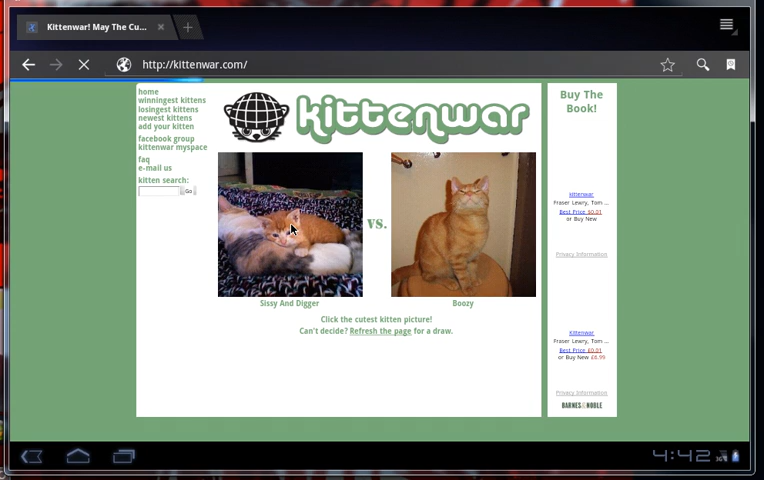 Kittenwar! May The Cu...
http://kittenwar.com/
home
winningest kittens
losingest kittens
newest kittens
add your kitten
facebook group
kittenwar myspace
faq
e-mail us
kitten search:
Go
kittenwar
vs.
Sissy And Digger
Boozy
Click the cutest kitten picture!
Can't decide? Refresh the page for a draw.
Buy The
Book!
kittenwar
Fraser Lewry, Tom ...
Best Price £0.01
or Buy New
Privacy Information
Kittenwar
Fraser Lewry, Tom ...
Best Price £0.01
or Buy New £6.99
Privacy Information
BARNES&NOBLE
4:42
3G